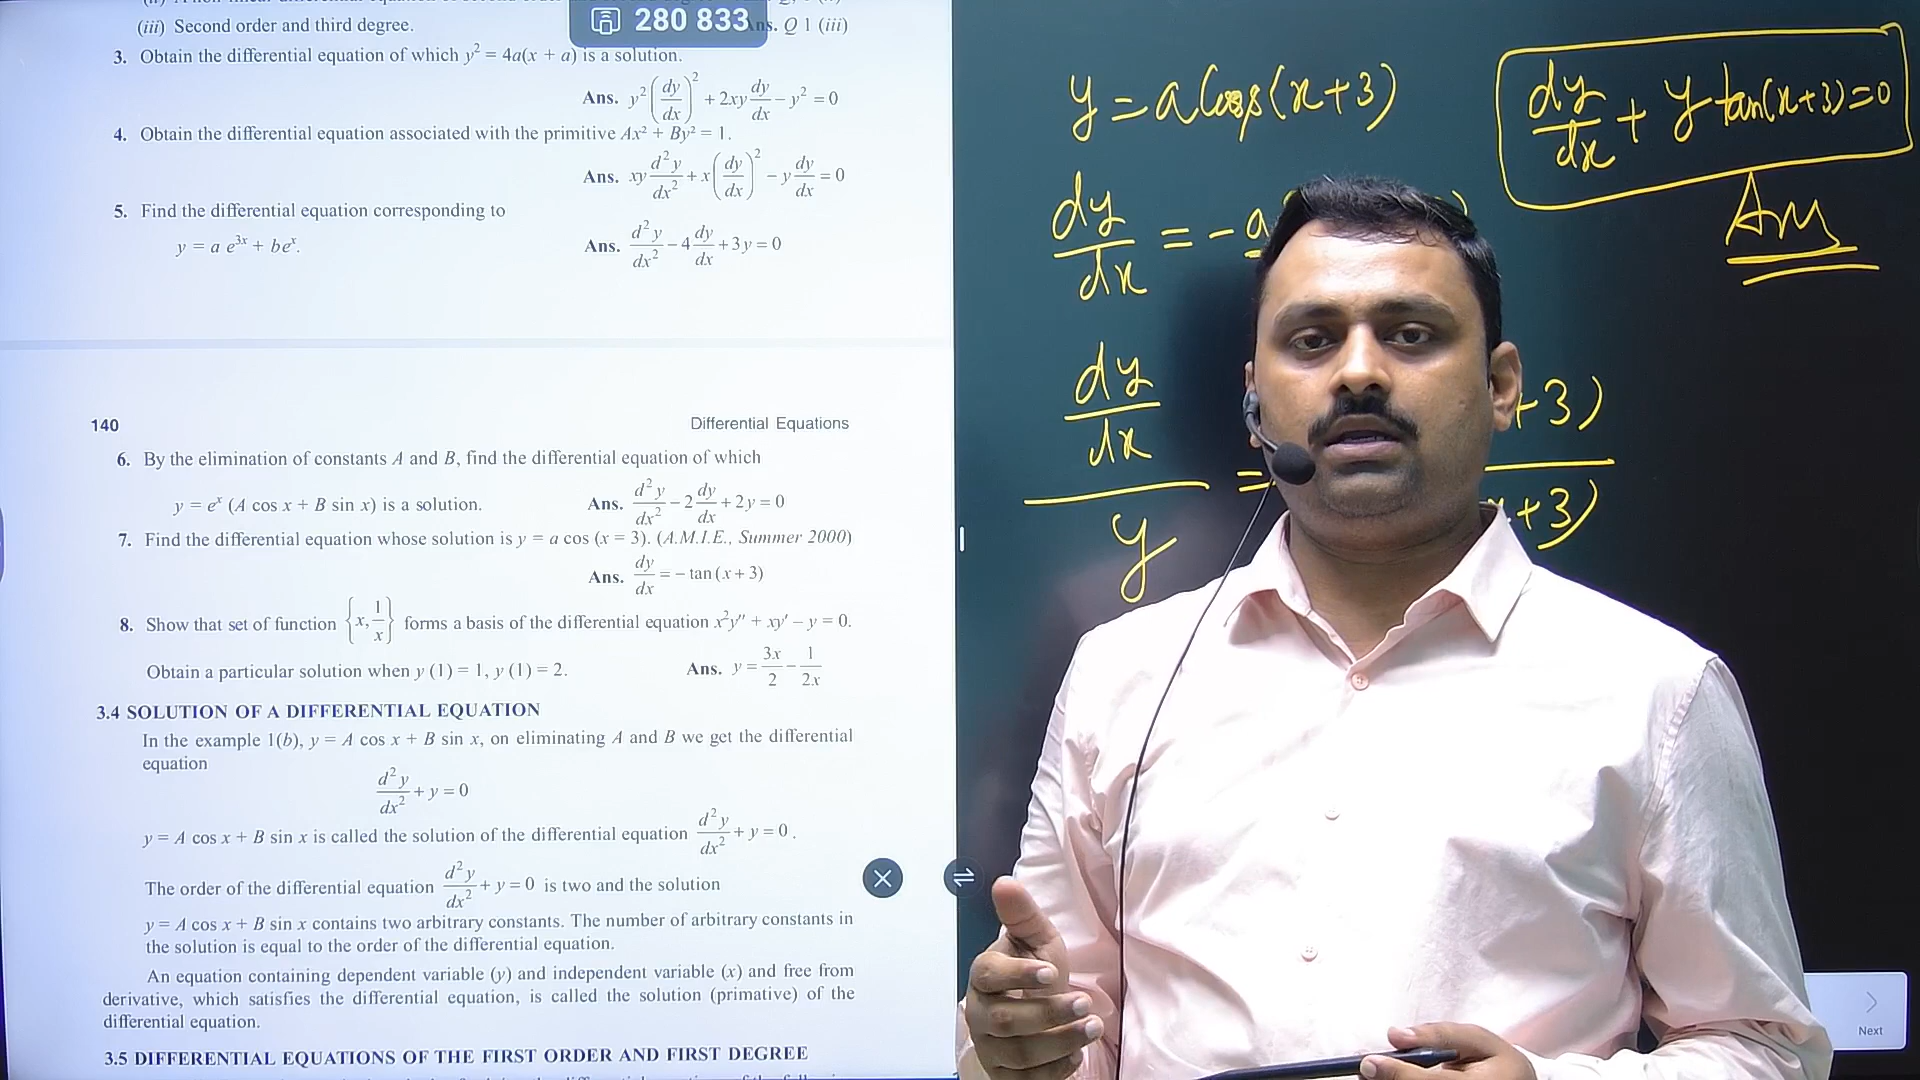 (iii) Second order and third degree.
280 833
ns. Q 1 (iii)
3. Obtain the differential equation of which y² = 4a(x + a) is a solution.
Ans. y² (dy/dx)² + 2xy dy/dx − y² = 0
4. Obtain the differential equation associated with the primitive Ax² + By² = 1.
Ans. xy d²y/dx² + x (dy/dx)² − y dy/dx = 0
5. Find the differential equation corresponding to
y = a e³ˣ + beˣ.
Ans. d²y/dx² − 4 dy/dx + 3y = 0
140
Differential Equations
6. By the elimination of constants A and B, find the differential equation of which
y = eˣ (A cos x + B sin x) is a solution.
Ans. d²y/dx² − 2 dy/dx + 2y = 0
7. Find the differential equation whose solution is y = a cos (x = 3). (A.M.I.E., Summer 2000)
Ans. dy/dx = − tan (x + 3)
8. Show that set of function {x, 1/x} forms a basis of the differential equation x²y″ + xy′ − y = 0.
Obtain a particular solution when y (1) = 1, y (1) = 2.
Ans. y = 3x/2 − 1/2x
3.4 SOLUTION OF A DIFFERENTIAL EQUATION
In the example 1(b), y = A cos x + B sin x, on eliminating A and B we get the differential
equation
d²y/dx² + y = 0
y = A cos x + B sin x is called the solution of the differential equation d²y/dx² + y = 0 .
The order of the differential equation d²y/dx² + y = 0 is two and the solution
y = A cos x + B sin x contains two arbitrary constants. The number of arbitrary constants in
the solution is equal to the order of the differential equation.
An equation containing dependent variable (y) and independent variable (x) and free from
derivative, which satisfies the differential equation, is called the solution (primative) of the
differential equation.
3.5 DIFFERENTIAL EQUATIONS OF THE FIRST ORDER AND FIRST DEGREE
y = a Cos(x+3)
dy/dx = - a
dy/dx / y =
+3)
+3)
dy/dx + y tan(x+3) = 0
Ans
Next